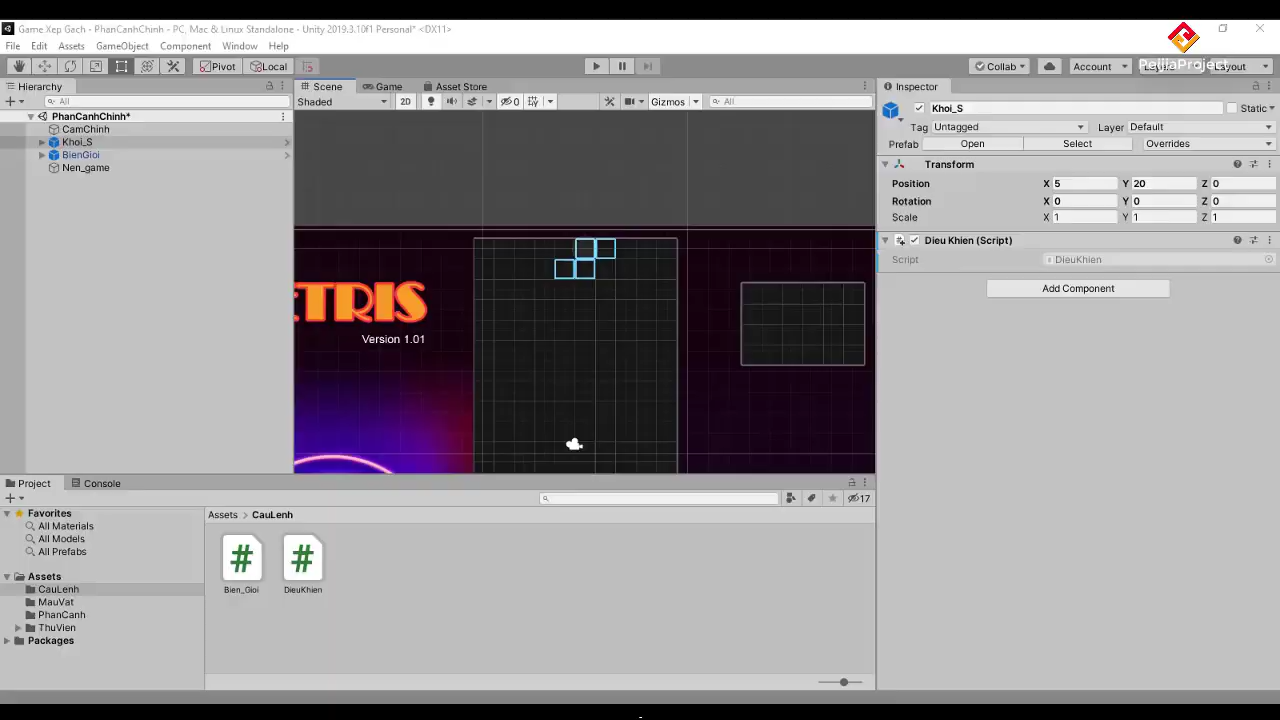 Game Xep Gach - PhanCanhChinh - PC, Mac & Linux Standalone - Unity 2019.3.10f1 Personal* <DX11>
File Edit Assets GameObject Component Window Help
Pivot Local Collab Account Layout
PejlaProject
Hierarchy Scene Game Asset Store Inspector
All Shaded 2D 0 Gizmos All
Khoi_S Static
PhanCanhChinh*
CamChinh
Khoi_S
BienGioi
Nen_game
Tag Untagged Layer Default
Prefab Open Select Overrides
Transform
Position X 5 Y 20 Z 0
Rotation X 0 Y 0 Z 0
Scale X 1 Y 1 Z 1
Dieu Khien (Script)
Script DieuKhien
Add Component
ETRIS
Version 1.01
Project Console
17
Favorites
All Materials
All Models
All Prefabs
Assets
CauLenh
MauVat
PhanCanh
ThuVien
Packages
Assets > CauLenh
Bien_Gioi DieuKhien